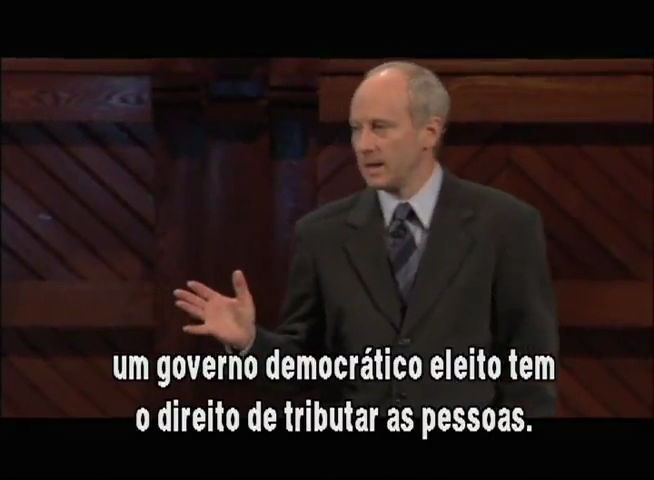 um governo democrático eleito tem
o direito de tributar as pessoas.